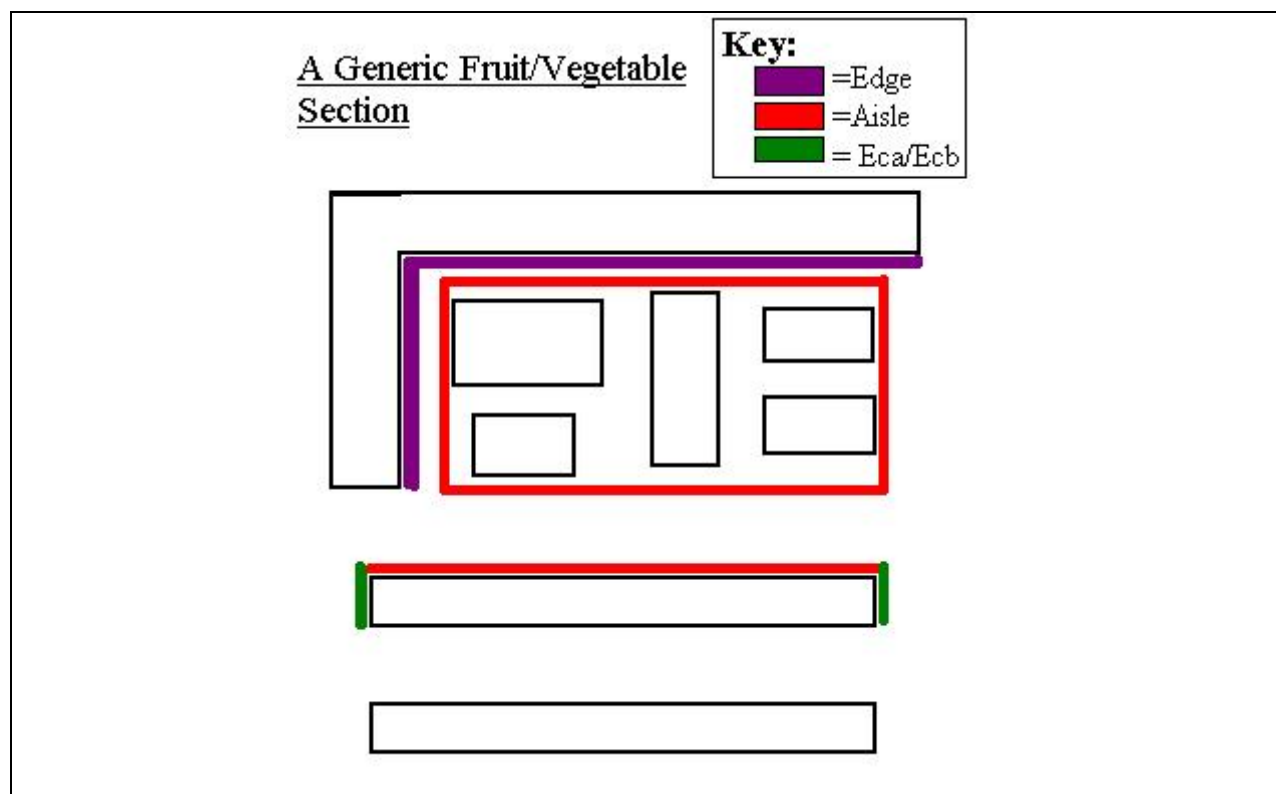 A Generic Fruit/Vegetable
Section
Key:
=Edge
=Aisle
= Eca/Ecb